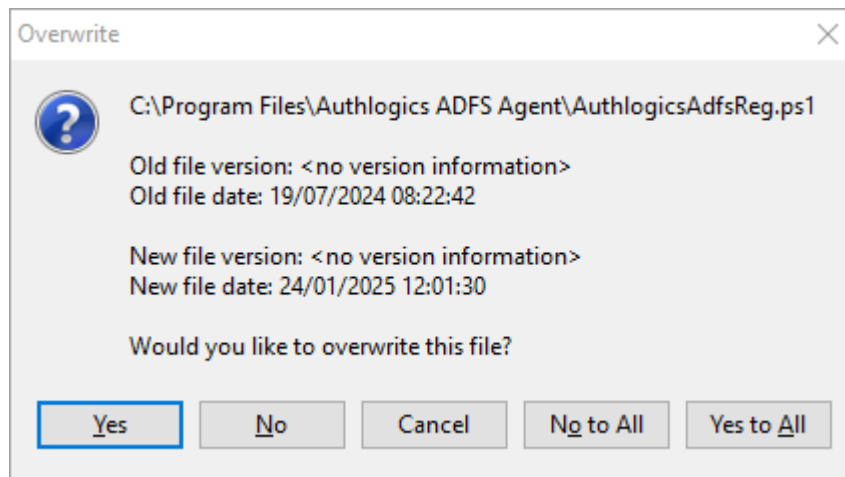 Overwrite
C:\Program Files\Authlogics ADFS Agent\AuthlogicsAdfsReg.ps1
Old file version: <no version information>
Old file date: 19/07/2024 08:22:42
New file version: <no version information>
New file date: 24/01/2025 12:01:30
Would you like to overwrite this file?
Yes
No
Cancel
No to All
Yes to All